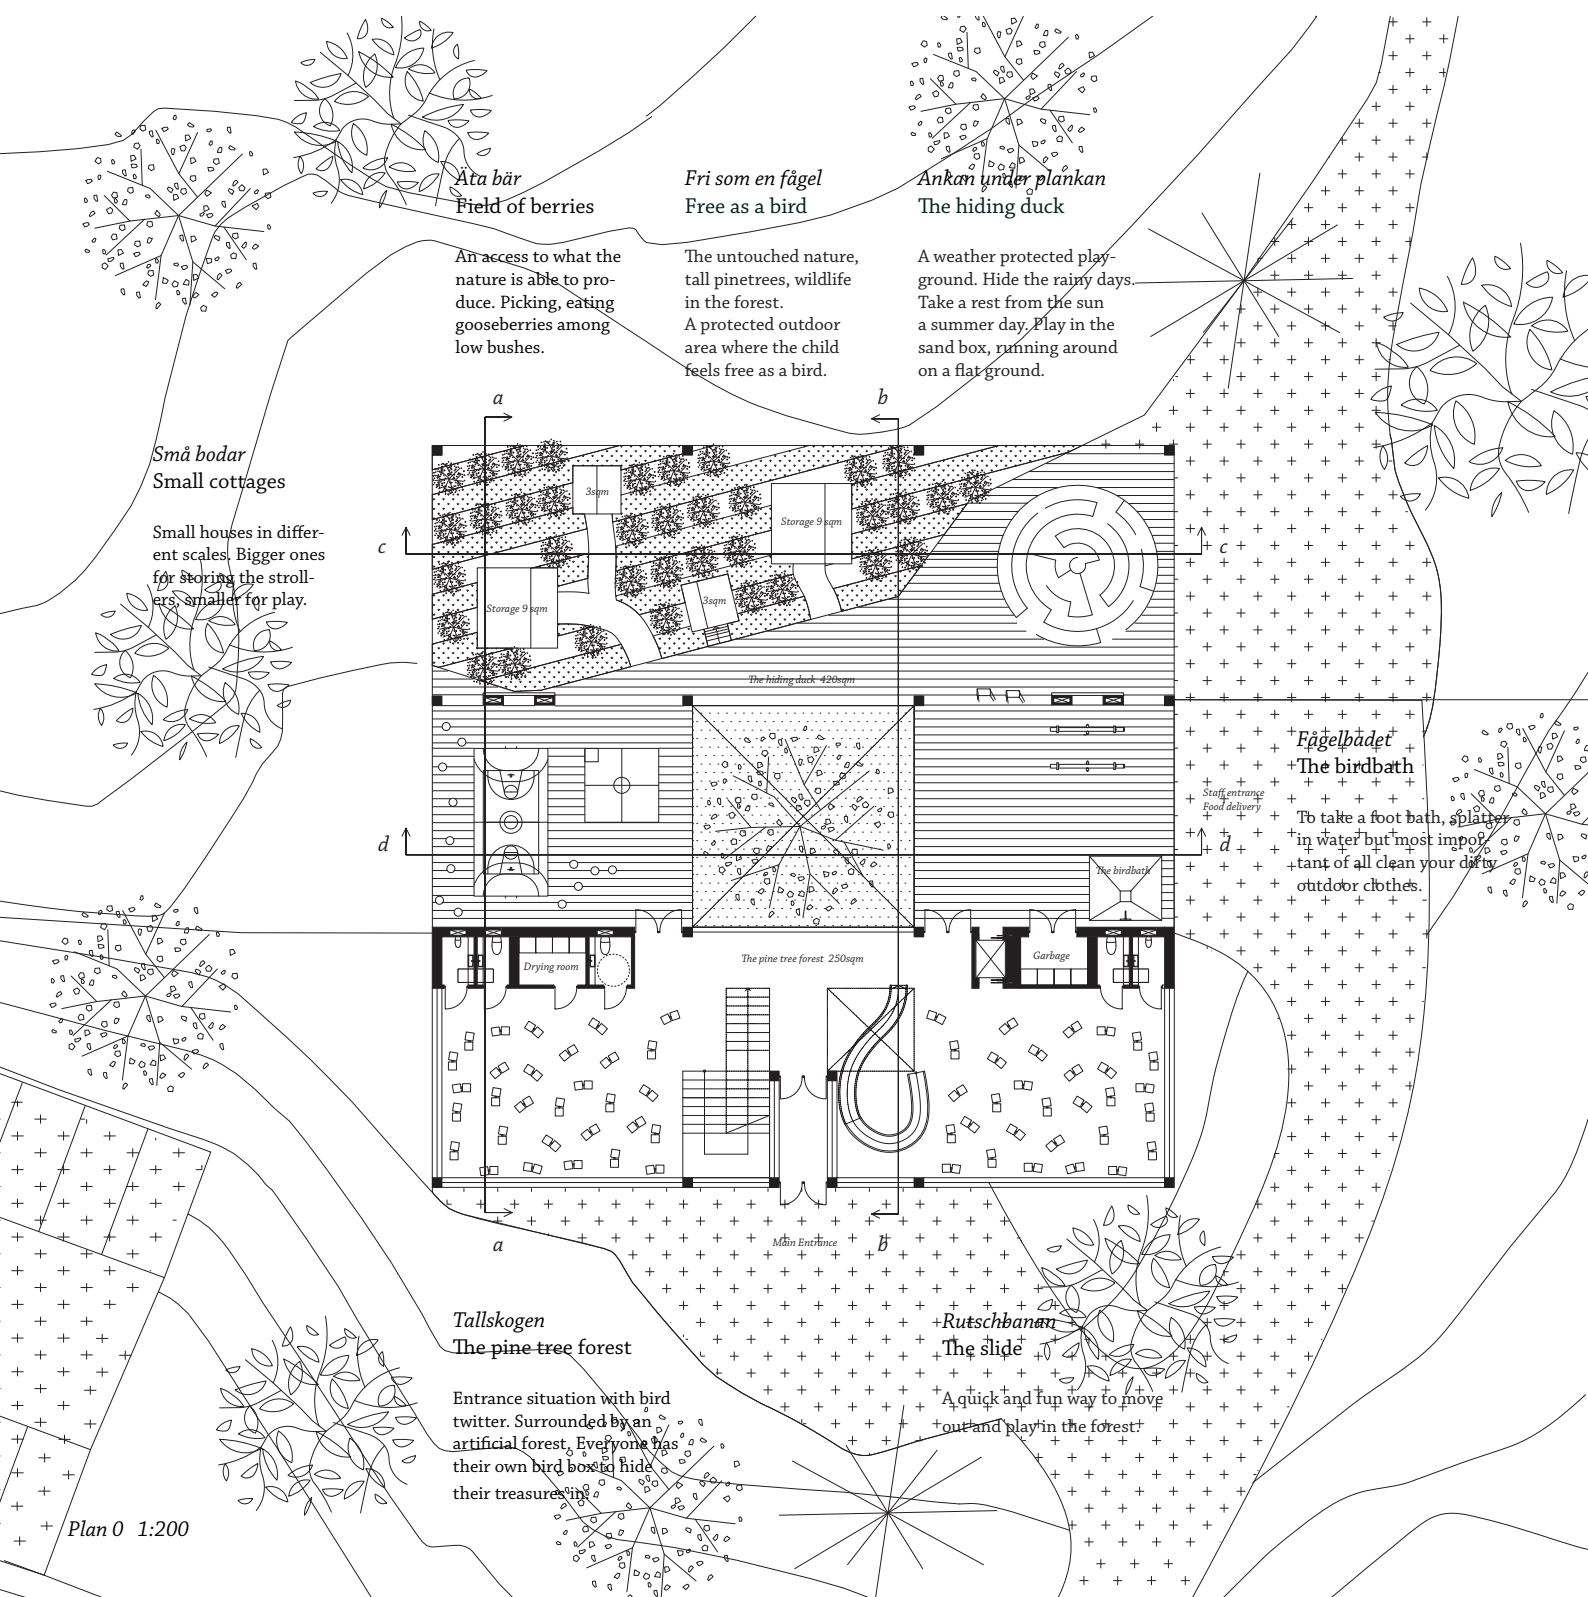 Äta bär
Field of berries
An access to what the
nature is able to pro-
duce. Picking, eating
gooseberries among
low bushes.
Fri som en fågel
Free as a bird
The untouched nature,
tall pinetrees, wildlife
in the forest.
A protected outdoor
area where the child
feels free as a bird.
Ankan under plankan
The hiding duck
A weather protected play-
ground. Hide the rainy days.
Take a rest from the sun
a summer day. Play in the
sand box, running around
on a flat ground.
a
b
Små bodar
Small cottages
Small houses in differ-
ent scales. Bigger ones
for storing the stroll-
ers, smaller for play.
3sqm
Storage 9 sqm
c
c
Storage 9 sqm
3sqm
The hiding duck 420sqm
Fågelbadet
The birdbath
To take a foot bath, splatter
in water but most impor-
tant of all clean your dirty
outdoor clothes.
Staff entrance
Food delivery
d
d
The birdbath
Drying room
The pine tree forest 250sqm
Garbage
a
Main Entrance
b
Tallskogen
The pine tree forest
Entrance situation with bird
twitter. Surrounded by an
artificial forest. Everyone has
their own bird box to hide
their treasures in.
Rutschbanan
The slide
A quick and fun way to move
out and play in the forest.
Plan 0 1:200